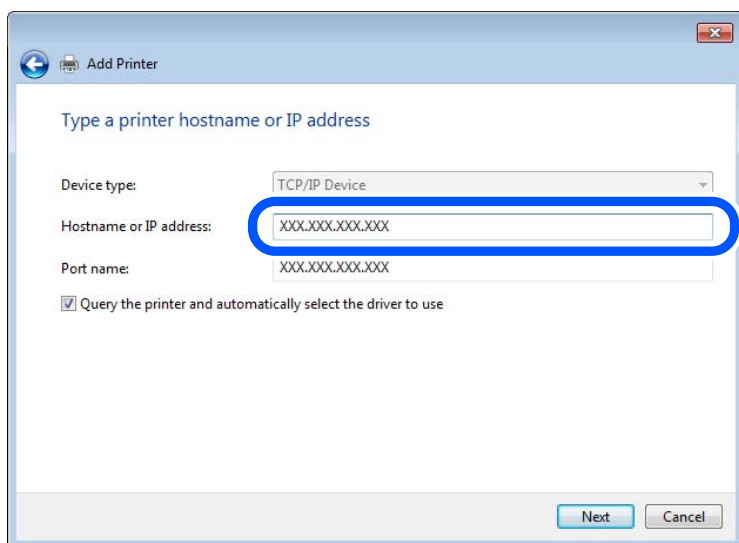 Add Printer
Type a printer hostname or IP address
Device type: TCP/IP Device
Hostname or IP address: XXX.XXX.XXX.XXX
Port name: XXX.XXX.XXX.XXX
Query the printer and automatically select the driver to use
Next Cancel